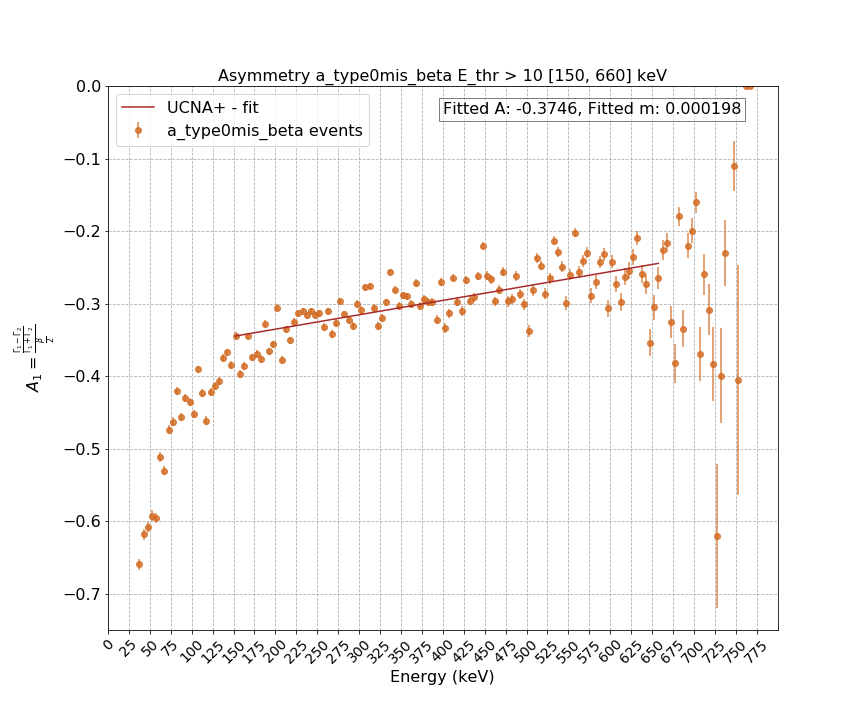 Asymmetry a_type0mis_beta E_thr > 10 [150, 660] keV
UCNA+ - fit
a_type0mis_beta events
Fitted A: -0.3746, Fitted m: 0.000198
0.0
−0.1
−0.2
−0.3
−0.4
−0.5
−0.6
−0.7
0 25 50 75 100 125 150 175 200 225 250 275 300 325 350 375 400 425 450 475 500 525 550 575 600 625 650 675 700 725 750 775
Energy (keV)